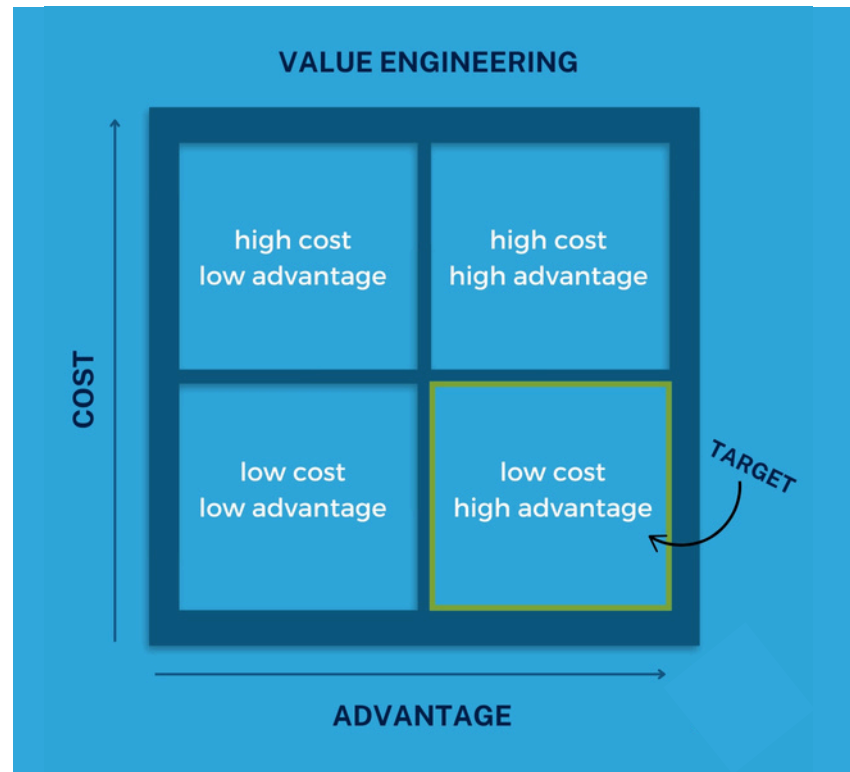 VALUE ENGINEERING
high cost
low advantage
high cost
high advantage
COST
low cost
low advantage
low cost
high advantage
TARGET
ADVANTAGE